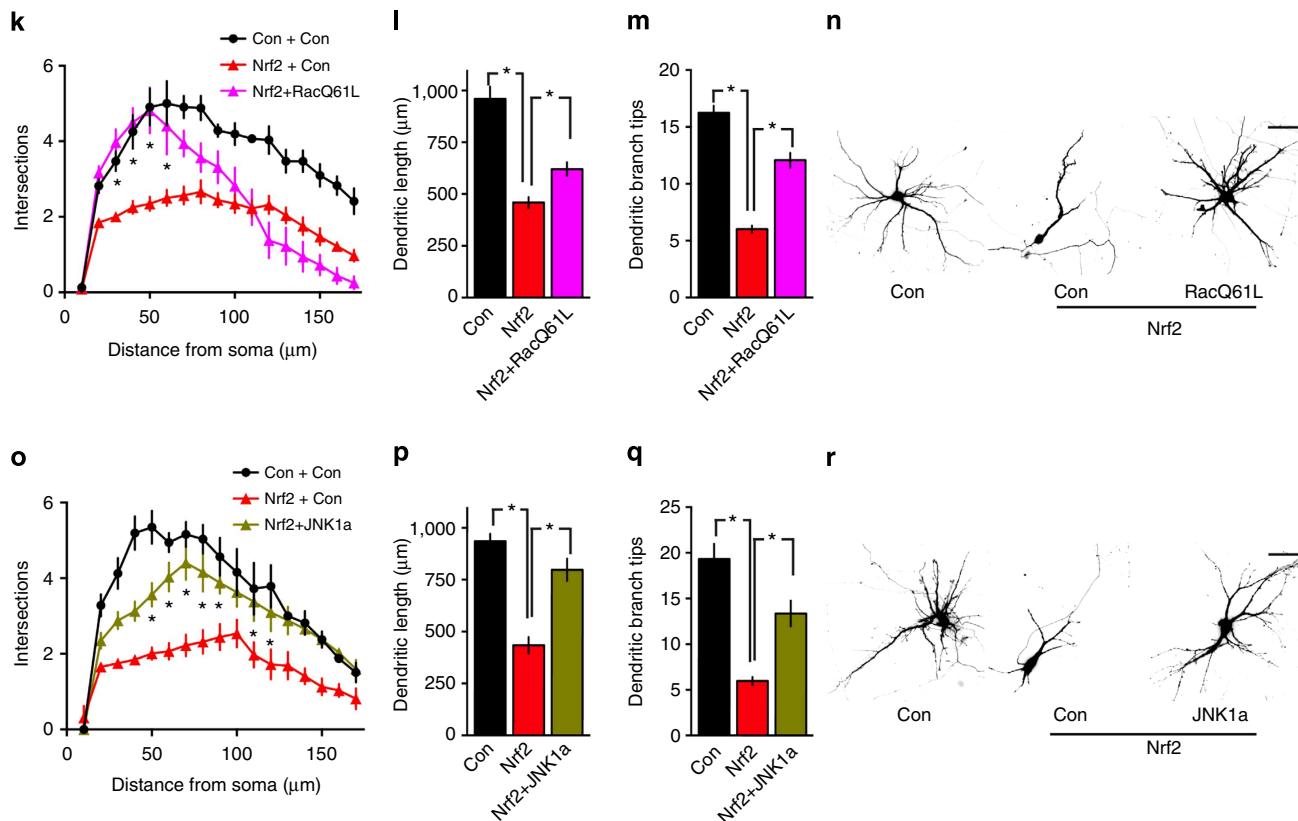 k
Con + Con
Nrf2 + Con
Nrf2+RacQ61L
6
4
2
0
Intersections
0
50
100
150
Distance from soma (μm)
l
1,000
750
500
250
0
Dendritic length (μm)
*
*
Con
Nrf2
Nrf2+RacQ61L
m
20
15
10
5
0
Dendritic branch tips
*
*
Con
Nrf2
Nrf2+RacQ61L
n
Con
Con
RacQ61L
Nrf2
* * * *
o
Con + Con
Nrf2 + Con
Nrf2+JNK1a
6
4
2
0
Intersections
* * * * * * *
0
50
100
150
Distance from soma (μm)
p
1,000
750
500
250
0
Dendritic length (μm)
*
*
Con
Nrf2
Nrf2+JNK1a
q
25
20
15
10
5
0
Dendritic branch tips
*
*
Con
Nrf2
Nrf2+JNK1a
r
Con
Con
JNK1a
Nrf2